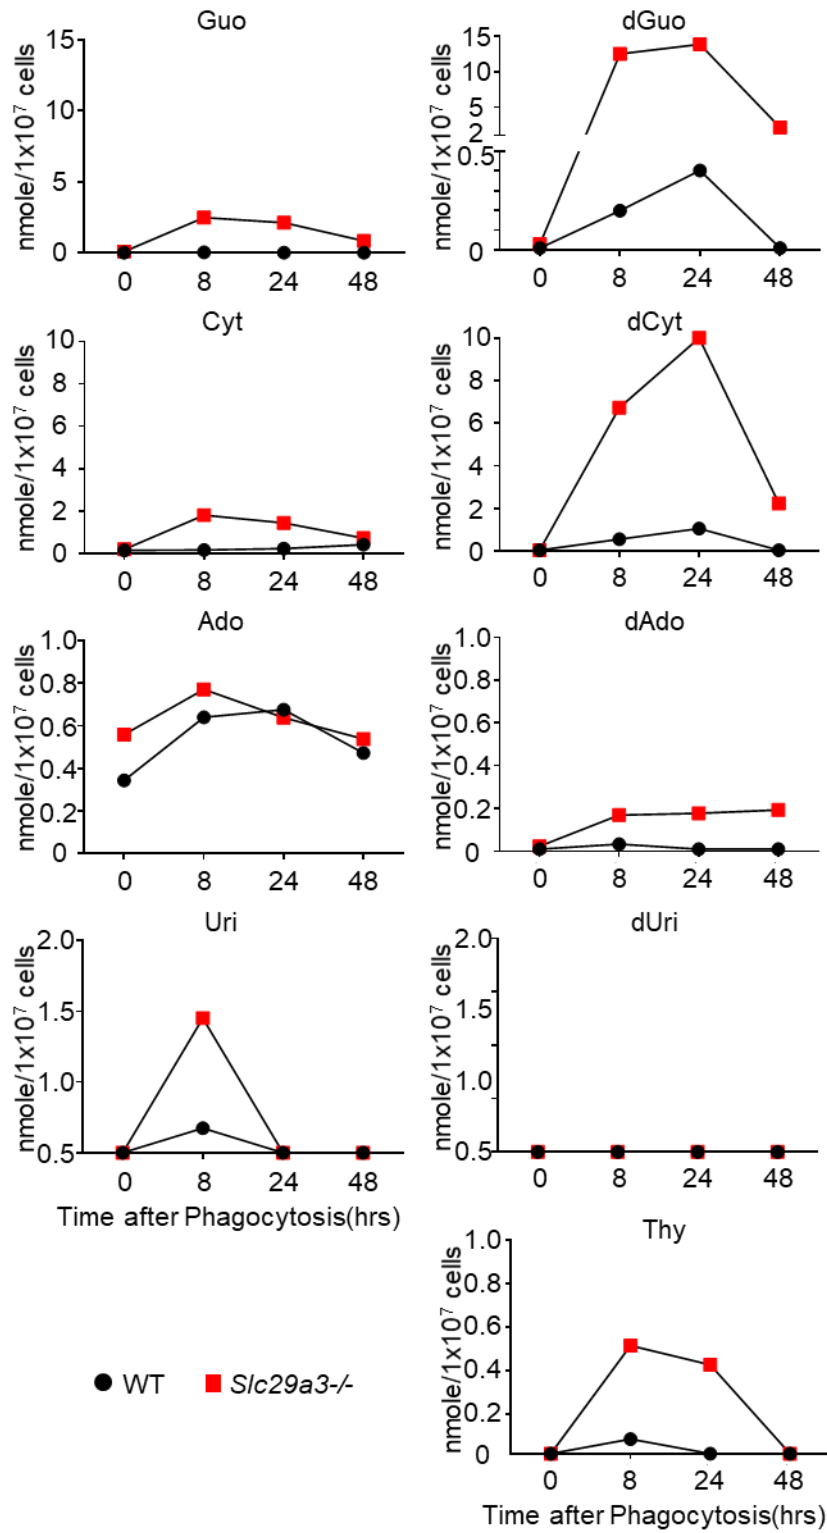 Guo
nmole/1x10⁷ cells
15
10
5
0
0 8 24 48
dGuo
nmole/1x10⁷ cells
15
10
5
2
0.5
0
0 8 24 48
Cyt
nmole/1x10⁷ cells
10
8
6
4
2
0
0 8 24 48
dCyt
nmole/1x10⁷ cells
10
8
6
4
2
0
0 8 24 48
Ado
nmole/1x10⁷ cells
1.0
0.8
0.6
0.4
0.2
0
0 8 24 48
dAdo
nmole/1x10⁷ cells
1.0
0.8
0.6
0.4
0.2
0
0 8 24 48
Uri
nmole/1x10⁷ cells
2.0
1.5
1.0
0.5
0 8 24 48
Time after Phagocytosis(hrs)
dUri
nmole/1x10⁷ cells
2.0
1.5
1.0
0.5
0 8 24 48
Thy
nmole/1x10⁷ cells
1.0
0.8
0.6
0.4
0.2
0
0 8 24 48
Time after Phagocytosis(hrs)
WT
Slc29a3-/-